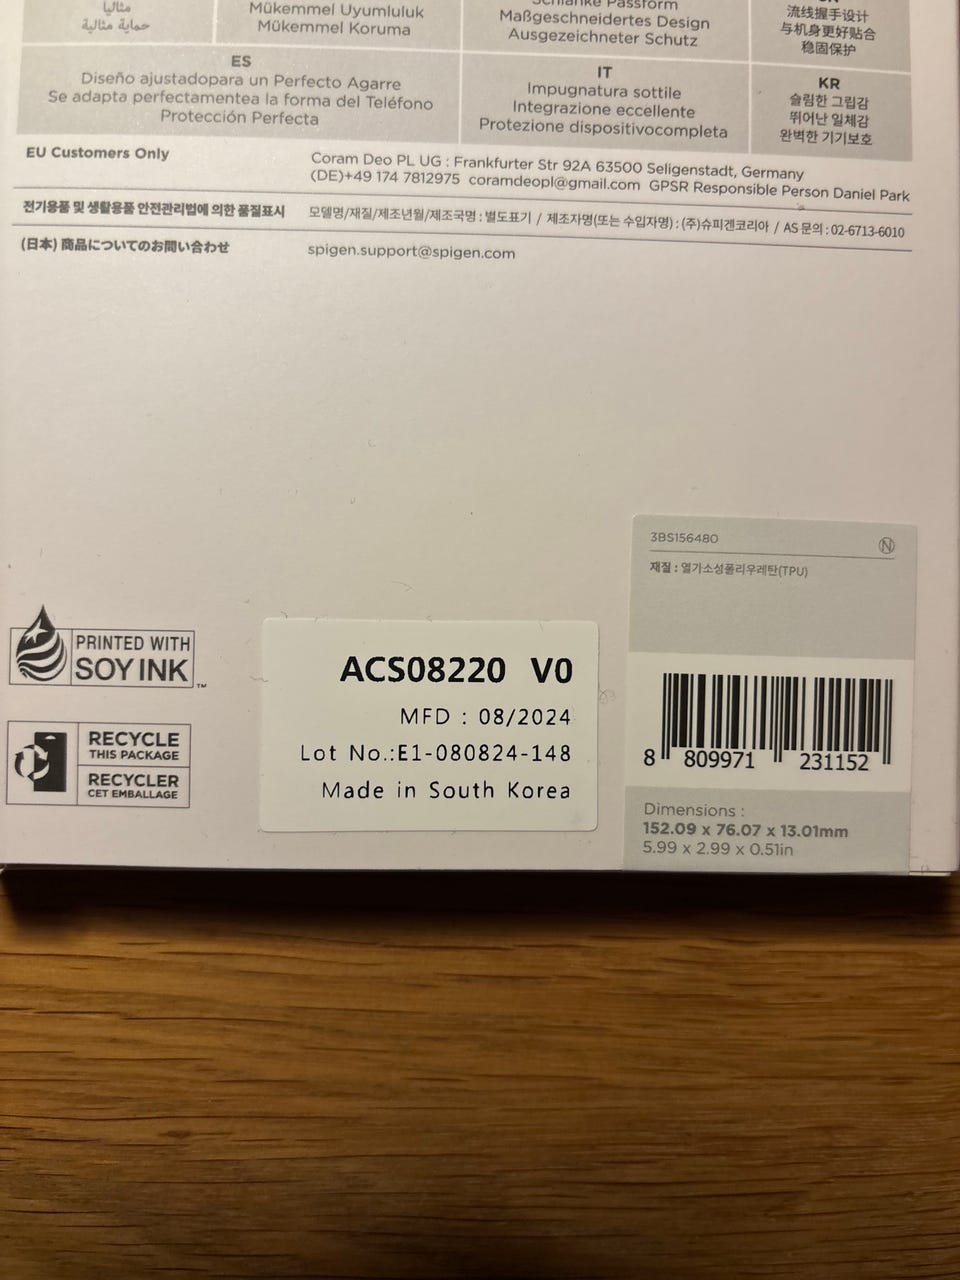 مثاليا
حماية مثالية
Mükemmel Uyumluluk
Mükemmel Koruma
Schlanke Passform
Maßgeschneidertes Design
Ausgezeichneter Schutz
流线握手设计
与机身更好贴合
稳固保护
ES
Diseño ajustadopara un Perfecto Agarre
Se adapta perfectamentea la forma del Teléfono
Protección Perfecta
IT
Impugnatura sottile
Integrazione eccellente
Protezione dispositivocompleta
KR
슬림한 그립감
뛰어난 일체감
완벽한 기기보호
EU Customers Only
Coram Deo PL UG : Frankfurter Str 92A 63500 Seligenstadt, Germany
(DE)+49 174 7812975 coramdeopl@gmail.com GPSR Responsible Person Daniel Park
전기용품 및 생활용품 안전관리법에 의한 품질표시
모델명/재질/제조년월/제조국명 : 별도표기 / 제조자명(또는 수입자명) : (주)슈피겐코리아 / AS 문의 : 02-6713-6010
(日本) 商品についてのお問い合わせ
spigen.support@spigen.com
PRINTED WITH
SOY INK™
RECYCLE
THIS PACKAGE
RECYCLER
CET EMBALLAGE
ACS08220 V0
MFD : 08/2024
Lot No.:E1-080824-148
Made in South Korea
3BS156480
N
재질 : 열가소성폴리우레탄(TPU)
8 809971 231152
Dimensions :
152.09 x 76.07 x 13.01mm
5.99 x 2.99 x 0.51in